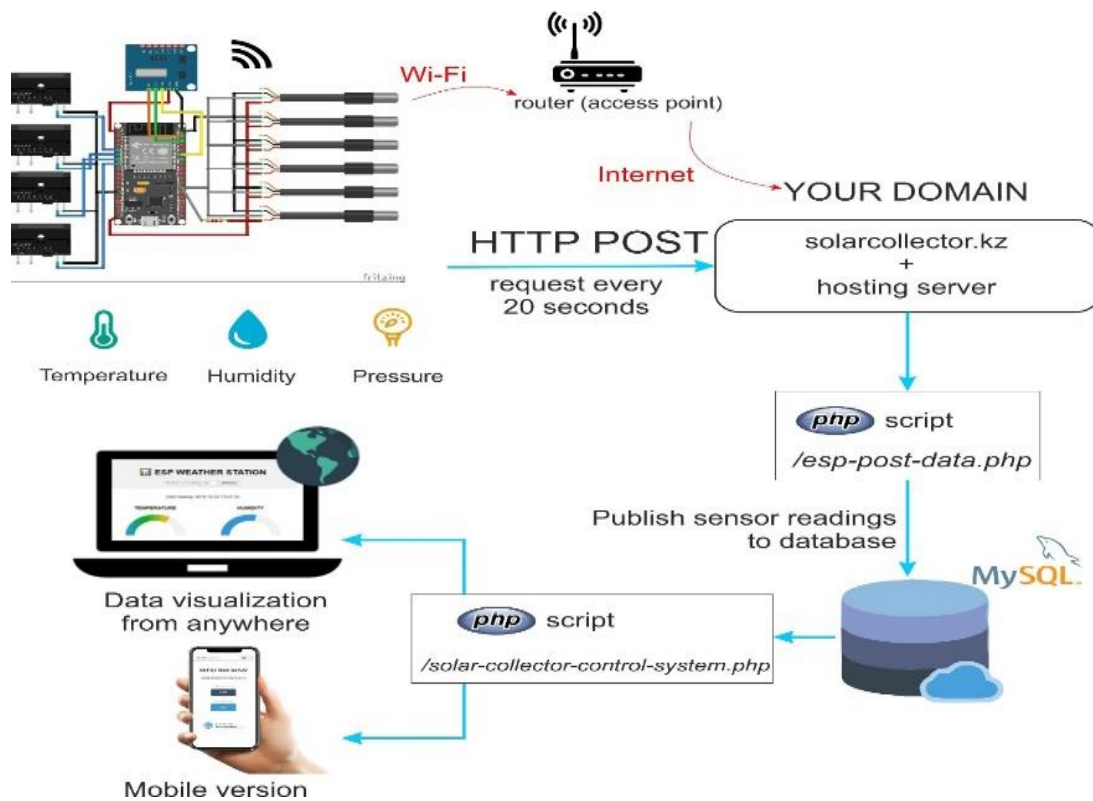 Wi-Fi
router (access point)
Internet
YOUR DOMAIN
solarcollector.kz
+
hosting server
HTTP POST
request every
20 seconds
fritzing
Temperature
Humidity
Pressure
php script
/esp-post-data.php
Publish sensor readings
to database
MySQL
ESP WEATHER STATION
TEMPERATURE
HUMIDITY
Data visualization
from anywhere
php script
/solar-collector-control-system.php
Mobile version